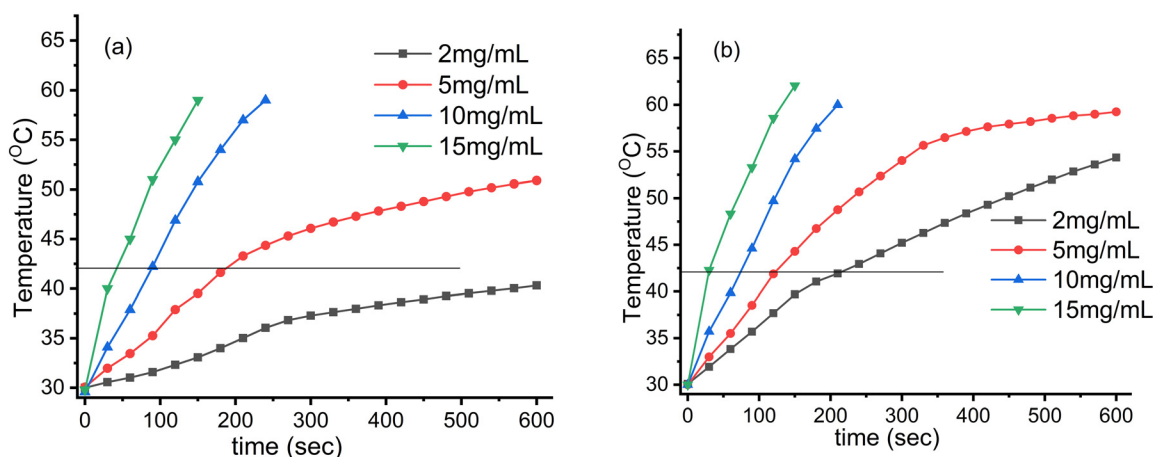 (a)
2mg/mL
5mg/mL
10mg/mL
15mg/mL
Temperature (°C)
65
60
55
50
45
40
35
30
0 100 200 300 400 500 600
time (sec)
(b)
2mg/mL
5mg/mL
10mg/mL
15mg/mL
Temperature (°C)
65
60
55
50
45
40
35
30
0 100 200 300 400 500 600
time (sec)